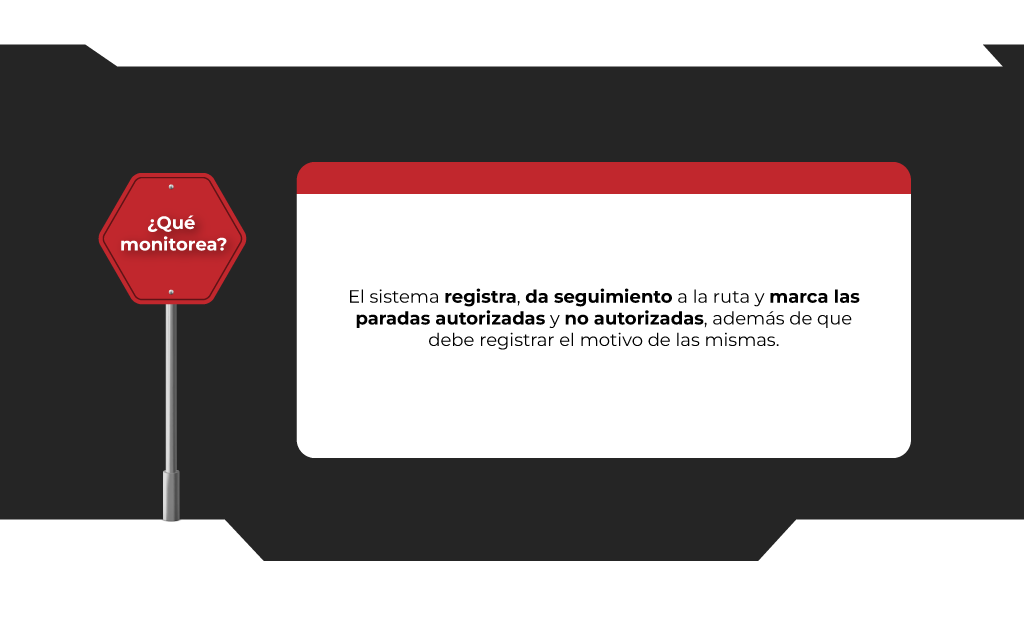 ¿Qué
monitorea?
El sistema registra, da seguimiento a la ruta y marca las
paradas autorizadas y no autorizadas, además de que
debe registrar el motivo de las mismas.